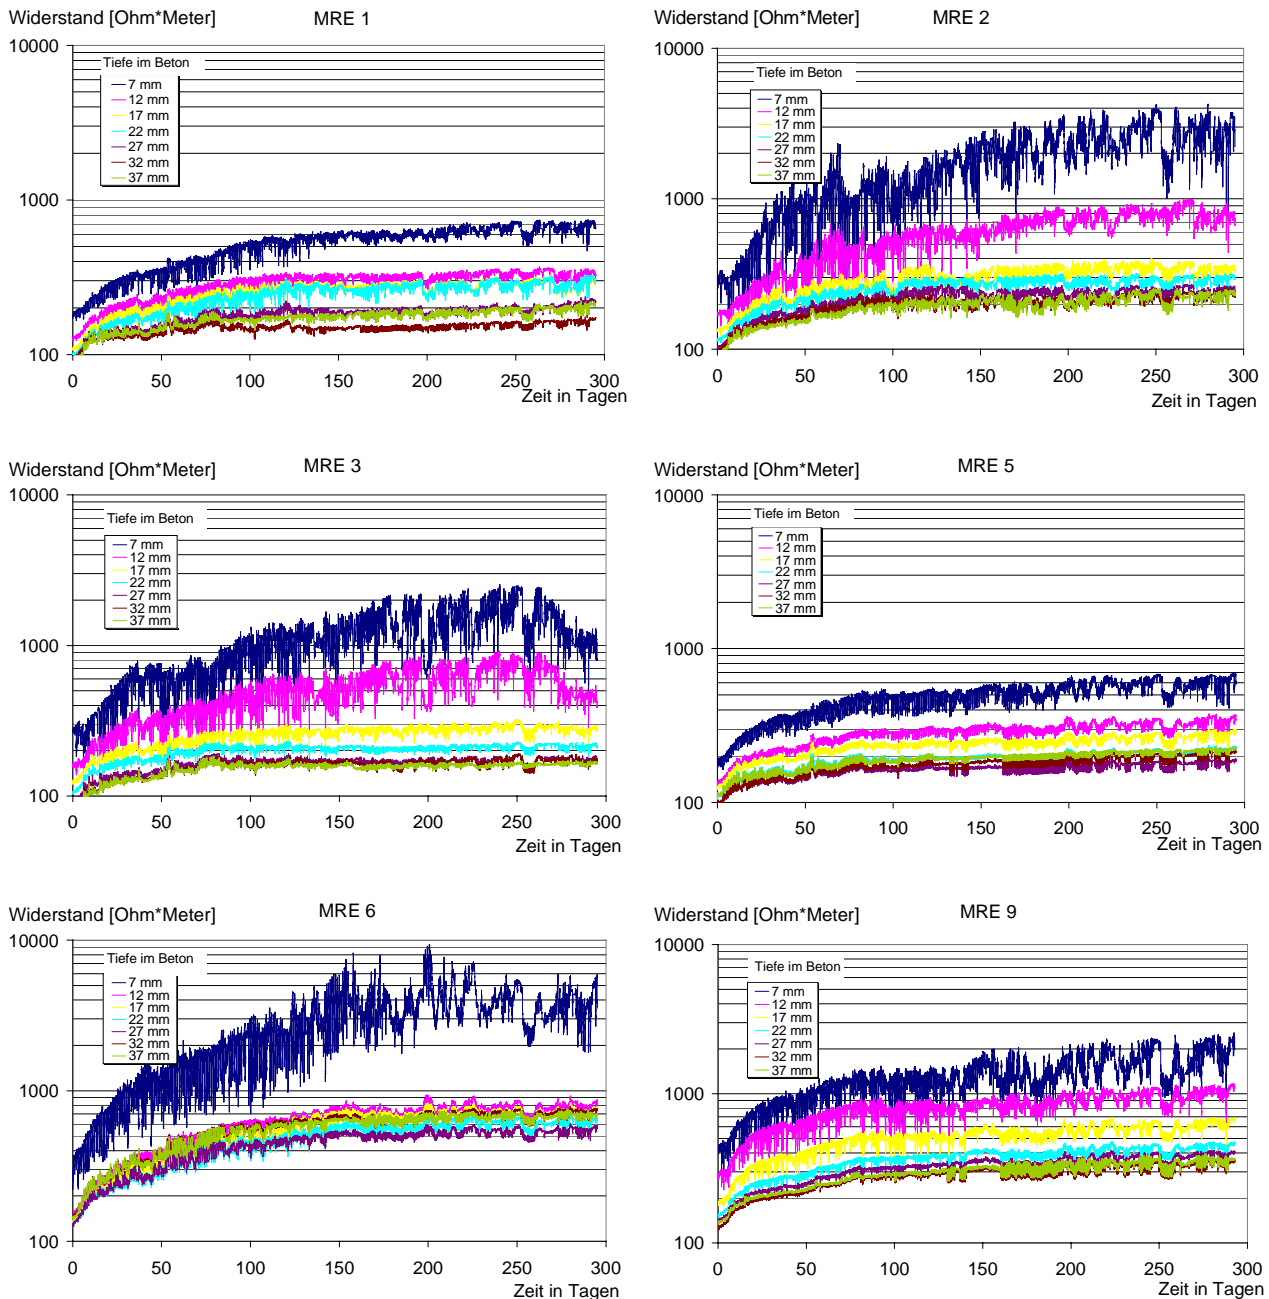 Widerstand [Ohm*Meter]
MRE 1
10000
1000
100
Tiefe im Beton
7 mm
12 mm
17 mm
22 mm
27 mm
32 mm
37 mm
0 50 100 150 200 250 300
Zeit in Tagen
Widerstand [Ohm*Meter]
MRE 2
10000
1000
100
Tiefe im Beton
7 mm
12 mm
17 mm
22 mm
27 mm
32 mm
37 mm
0 50 100 150 200 250 300
Zeit in Tagen
Widerstand [Ohm*Meter]
MRE 3
10000
1000
100
Tiefe im Beton
7 mm
12 mm
17 mm
22 mm
27 mm
32 mm
37 mm
0 50 100 150 200 250 300
Zeit in Tagen
Widerstand [Ohm*Meter]
MRE 5
10000
1000
100
Tiefe im Beton
7 mm
12 mm
17 mm
22 mm
27 mm
32 mm
37 mm
0 50 100 150 200 250 300
Zeit in Tagen
Widerstand [Ohm*Meter]
MRE 6
10000
1000
100
Tiefe im Beton
7 mm
12 mm
17 mm
22 mm
27 mm
32 mm
37 mm
0 50 100 150 200 250 300
Zeit in Tagen
Widerstand [Ohm*Meter]
MRE 9
10000
1000
100
Tiefe im Beton
7 mm
12 mm
17 mm
22 mm
27 mm
32 mm
37 mm
0 50 100 150 200 250 300
Zeit in Tagen